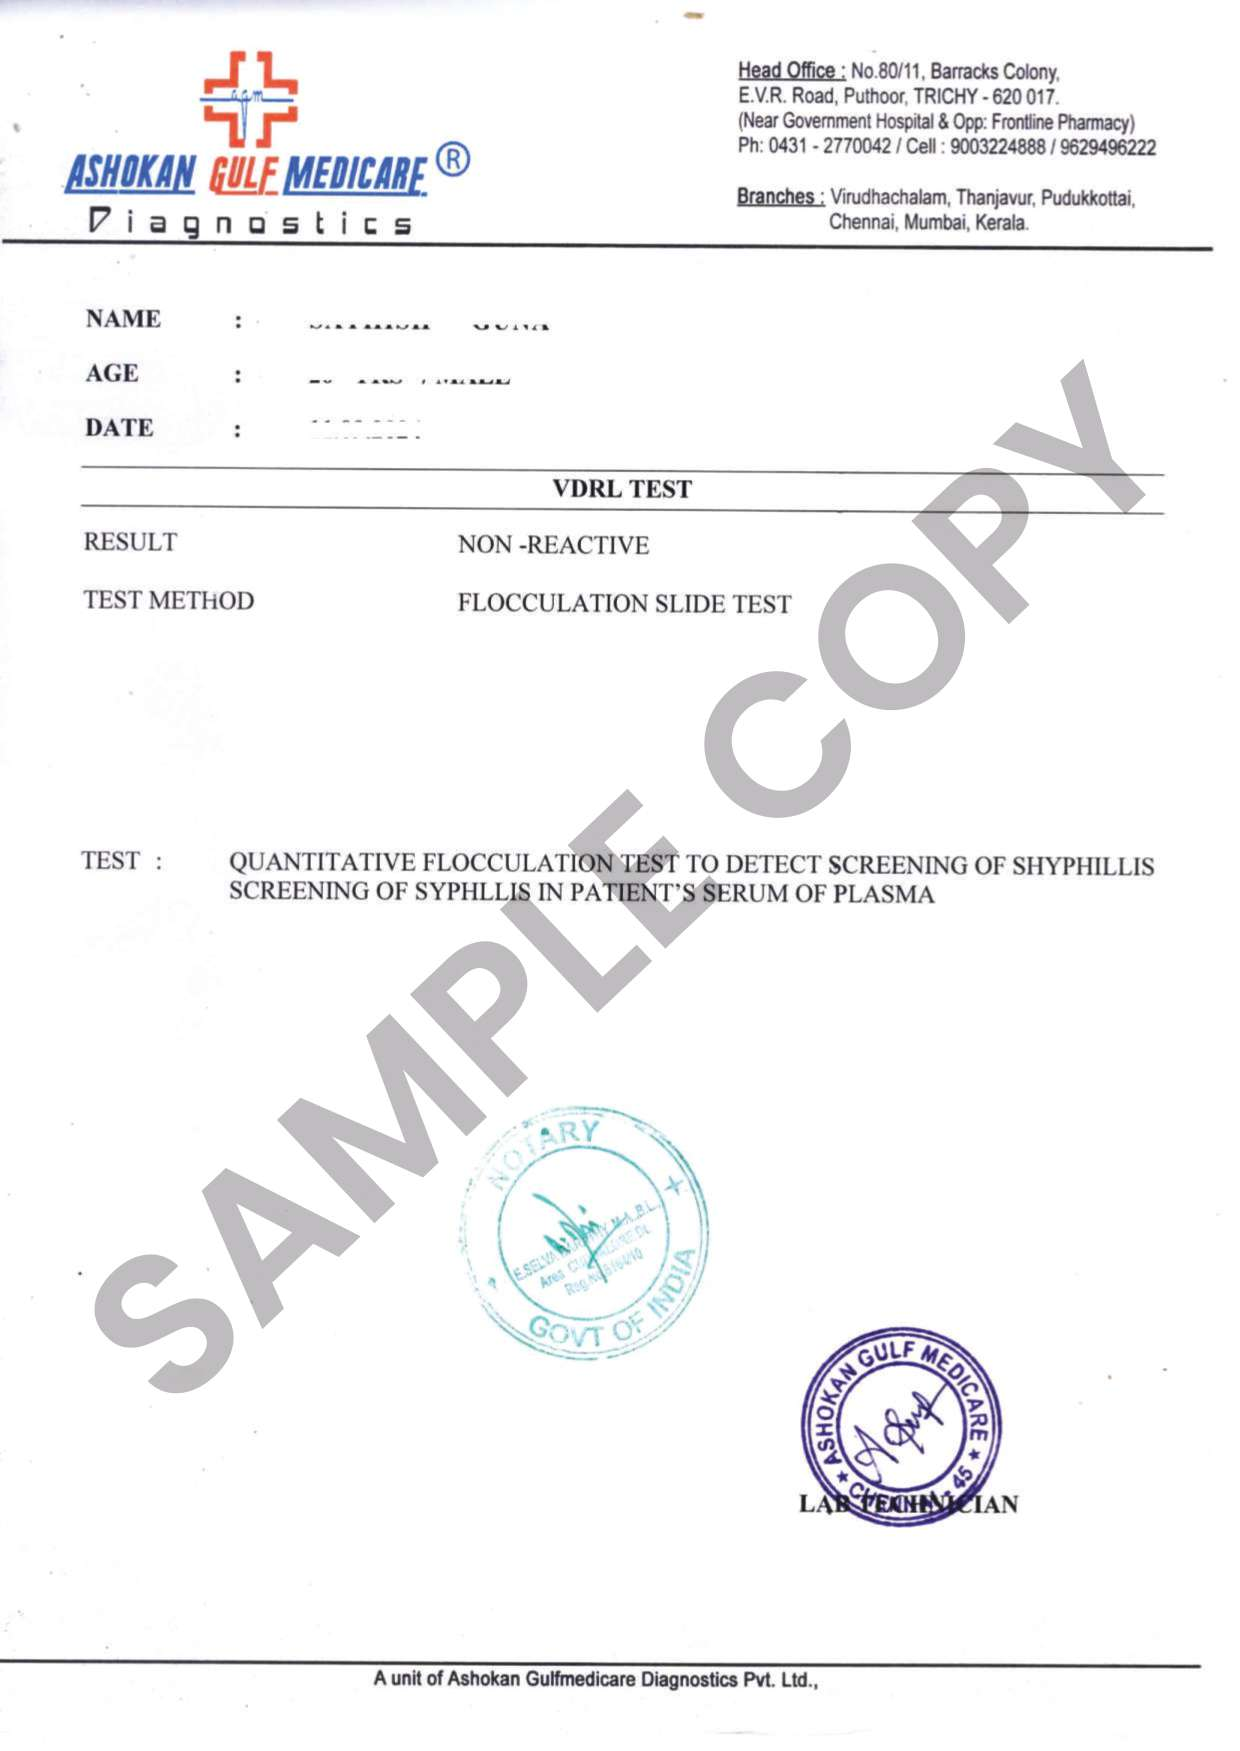 agm
ASHOKAN GULF MEDICARE ®
Diagnostics
Head Office : No.80/11, Barracks Colony,
E.V.R. Road, Puthoor, TRICHY - 620 017.
(Near Government Hospital & Opp: Frontline Pharmacy)
Ph: 0431 - 2770042 / Cell : 9003224888 / 9629496222
Branches : Virudhachalam, Thanjavur, Pudukkottai,
Chennai, Mumbai, Kerala.
NAME :
AGE :
DATE :
VDRL TEST
RESULT NON -REACTIVE
TEST METHOD FLOCCULATION SLIDE TEST
TEST : QUANTITATIVE FLOCCULATION TEST TO DETECT SCREENING OF SHYPHILLIS
SCREENING OF SYPHLLIS IN PATIENT'S SERUM OF PLASMA
SAMPLE COPY
NOTARY
GOVT OF INDIA
ASHOKAN GULF MEDICARE
CHENNAI - 45
LAB TECHNICIAN
A unit of Ashokan Gulfmedicare Diagnostics Pvt. Ltd.,